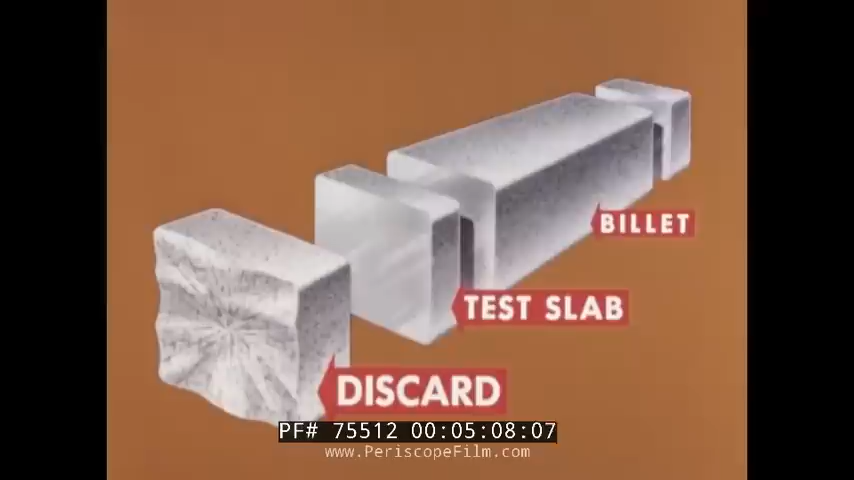 BILLET
TEST SLAB
DISCARD
PF# 75512 00:05:08:07
www.PeriscopeFilm.com